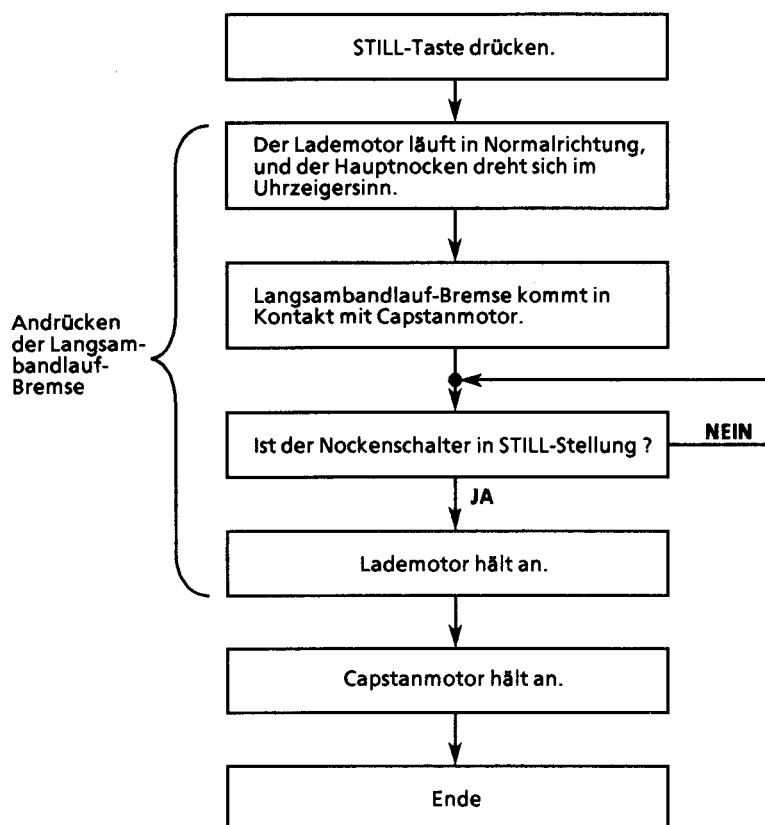 STILL-Taste drücken.
Der Lademotor läuft in Normalrichtung,
und der Hauptnocken dreht sich im
Uhrzeigersinn.
Langsambandlauf-Bremse kommt in
Kontakt mit Capstanmotor.
Andrücken
der Langsam-
bandlauf-
Bremse
Ist der Nockenschalter in STILL-Stellung ?
NEIN
JA
Lademotor hält an.
Capstanmotor hält an.
Ende